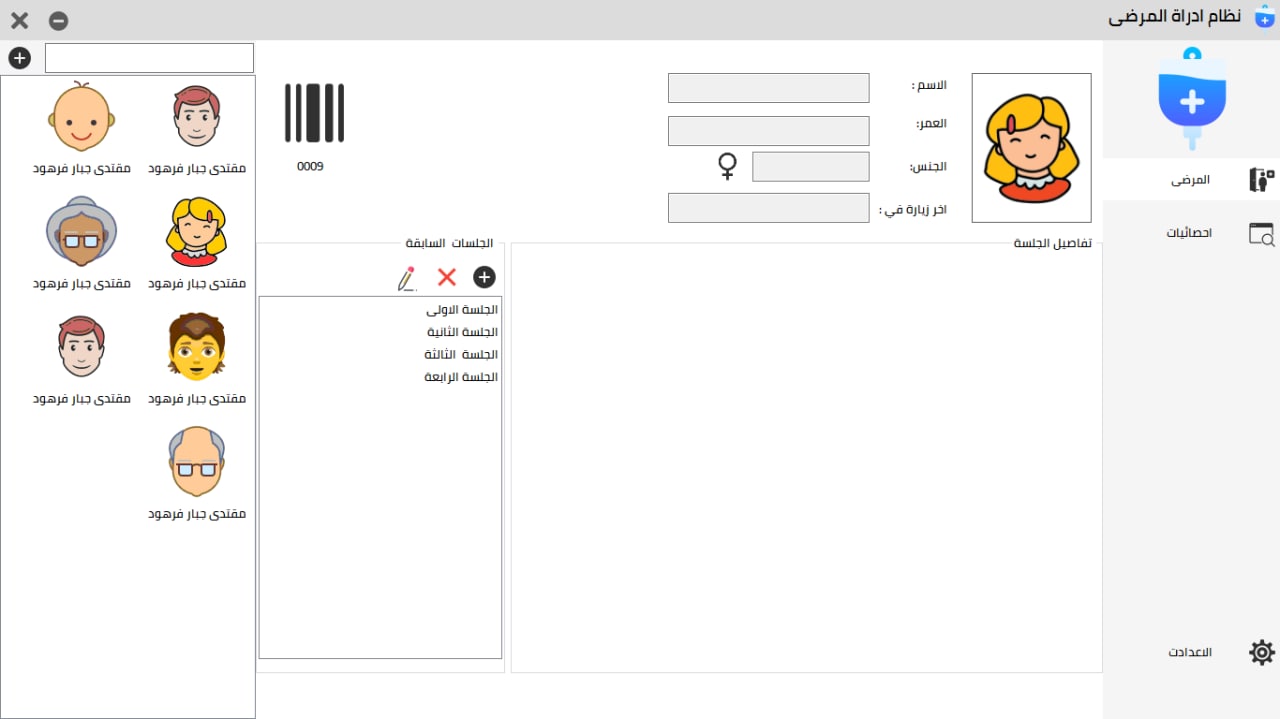 نظام ادراة المرضى
المرضى
احصائيات
الاعدادت
الاسم :
العمر:
الجنس:
اخر زيارة في :
0009
تفاصيل الجلسة
الجلسات السابقة
الجلسة الاولى
الجلسة الثانية
الجلسة الثالثة
الجلسة الرابعة
مقتدى جبار فرهود
مقتدى جبار فرهود
مقتدى جبار فرهود
مقتدى جبار فرهود
مقتدى جبار فرهود
مقتدى جبار فرهود
مقتدى جبار فرهود